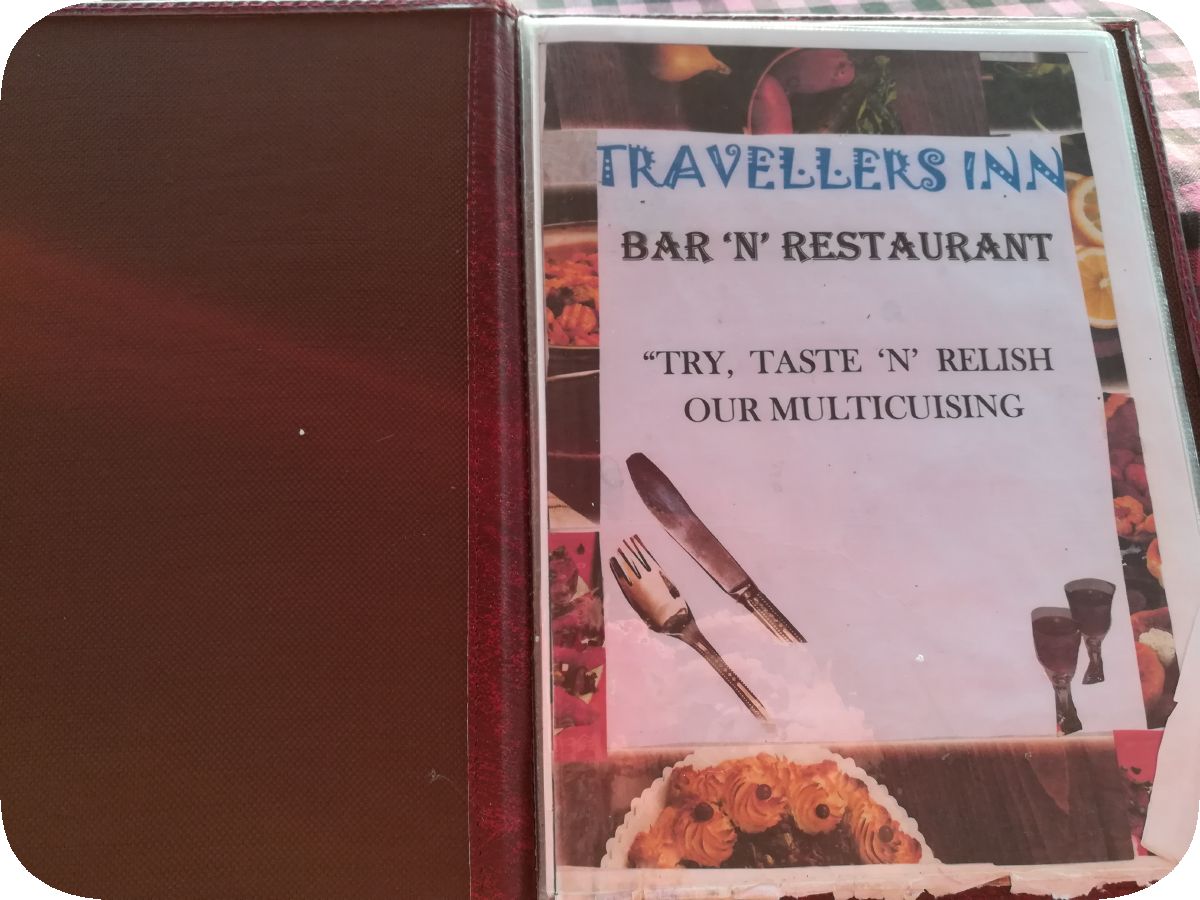 TRAVELLERS INN
BAR ‘N’ RESTAURANT
“TRY, TASTE ‘N’ RELISH
OUR MULTICUISING